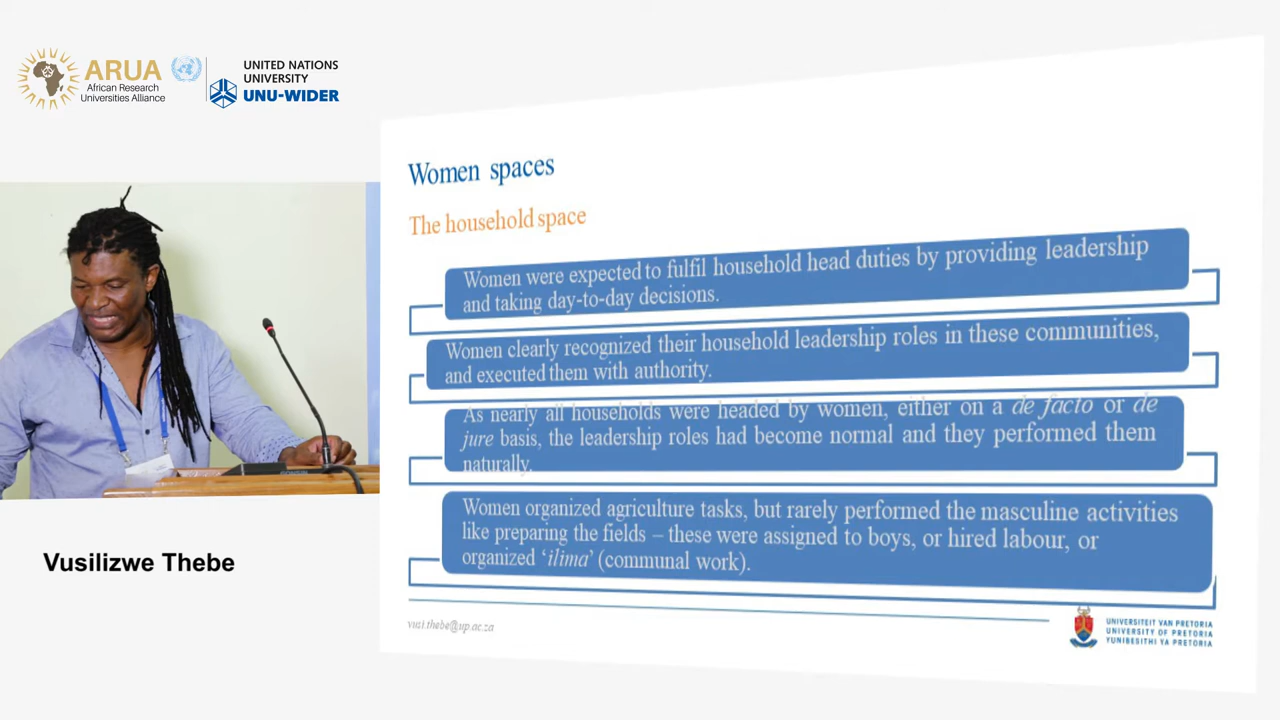 ARUA
African Research
Universities Alliance
UNITED NATIONS
UNIVERSITY
UNU-WIDER
Women spaces
The household space
Women were expected to fulfil household head duties by providing leadership
and taking day-to-day decisions.
Women clearly recognized their household leadership roles in these communities,
and executed them with authority.
As nearly all households were headed by women, either on a de facto or de
jure basis, the leadership roles had become normal and they performed them
naturally.
Women organized agriculture tasks, but rarely performed the masculine activities
like preparing the fields – these were assigned to boys, or hired labour, or
organized ‘ilima’ (communal work).
Vusilizwe Thebe
vusi.thebe@up.ac.za
UNIVERSITEIT VAN PRETORIA
UNIVERSITY OF PRETORIA
YUNIBESITHI YA PRETORIA